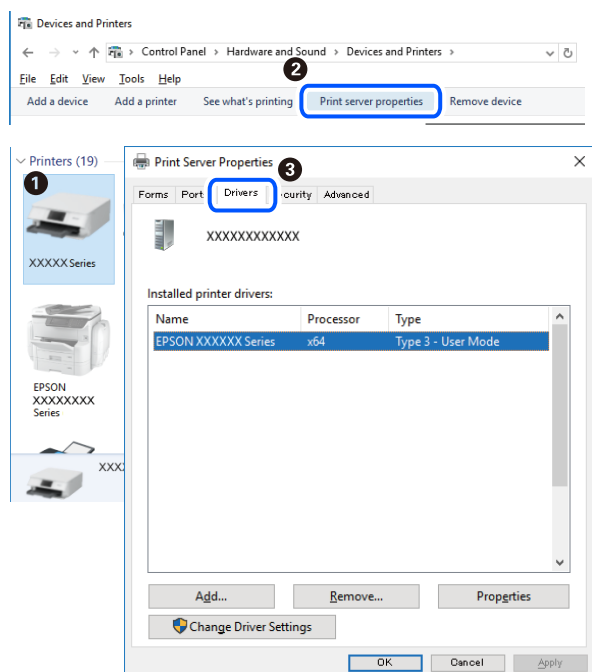 Devices and Printers
Control Panel > Hardware and Sound > Devices and Printers >
2
File Edit View Tools Help
Add a device Add a printer See what's printing Print server properties Remove device
Printers (19)
1
XXXXX Series
EPSON
XXXXXXXX
Series
XXX
Print Server Properties
3
Forms Port Drivers curity Advanced
XXXXXXXXXXXX
Installed printer drivers:
Name Processor Type
EPSON XXXXXX Series x64 Type 3 - User Mode
Add... Remove... Properties
Change Driver Settings
OK Cancel Apply